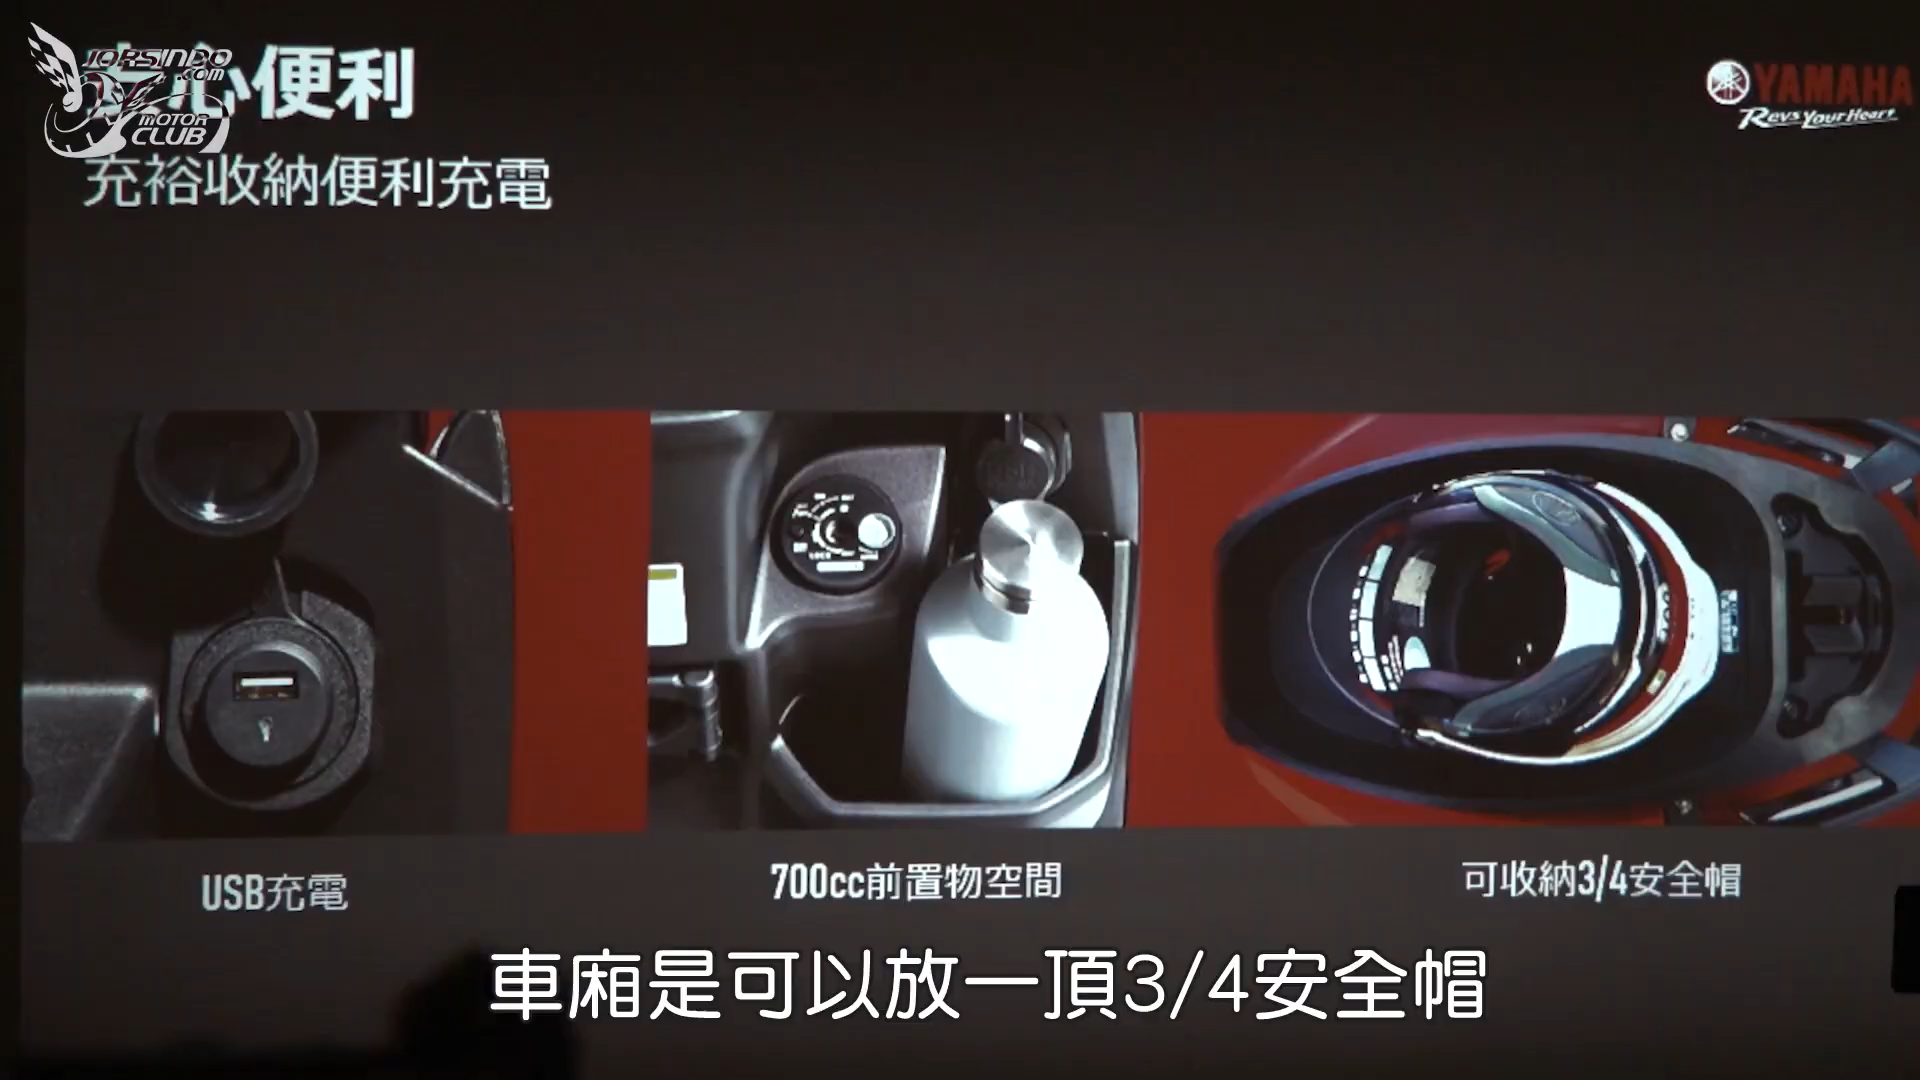 JORSINDO
.com
MOTOR
CLUB
心便利
充裕收納便利充電
YAMAHA
Revs Your Heart
USB充電
700cc前置物空間
可收納3/4安全帽
車廂是可以放一頂3/4安全帽